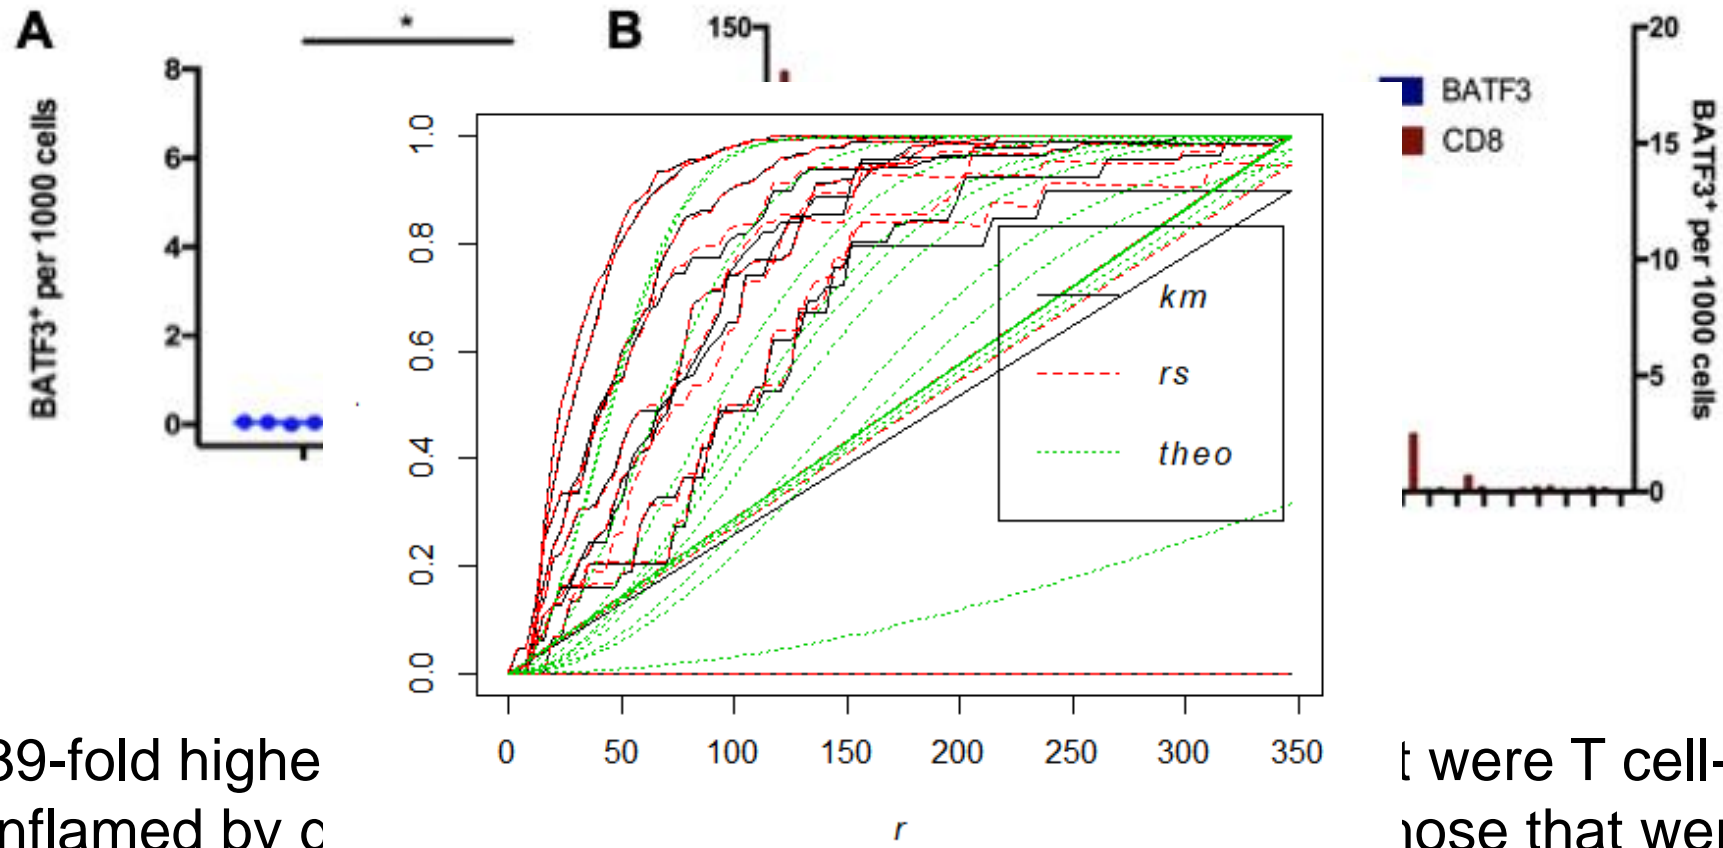 A
*
B
BATF3⁺ per 1000 cells
8
6
4
2
0
150
20
15
10
5
0
BATF3⁺ per 1000 cells
BATF3
CD8
1.0
0.8
0.6
0.4
0.2
0.0
km
rs
theo
0 50 100 150 200 250 300 350
r
39-fold highe
t were T cell-
nflamed by
hose that wer